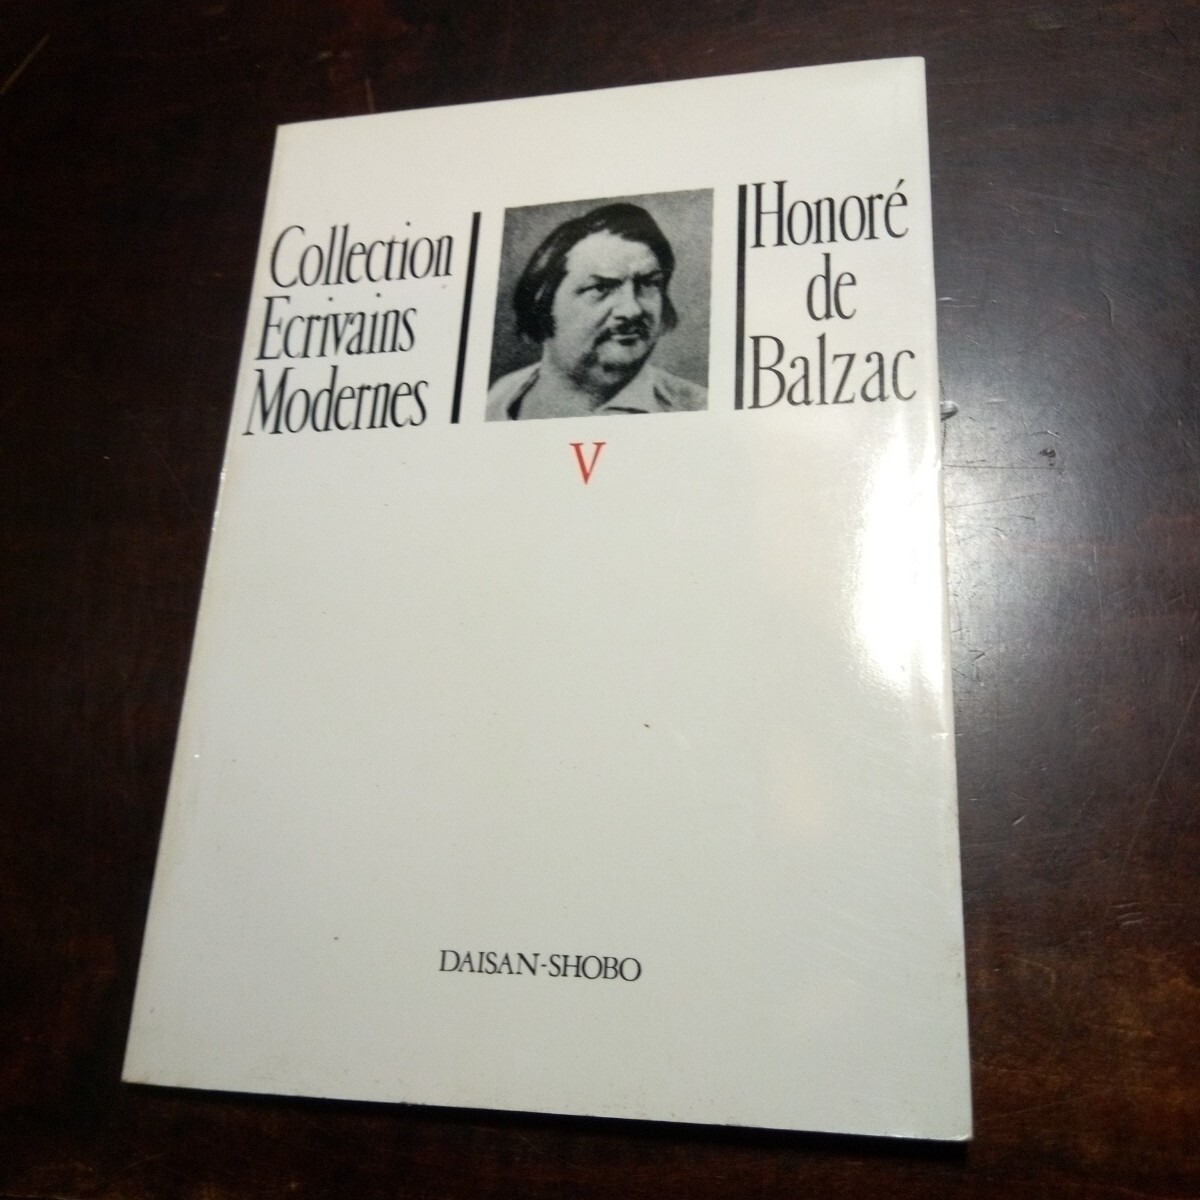 Collection
Ecrivains
Modernes
Honoré
de
Balzac
V
DAISAN-SHOBO